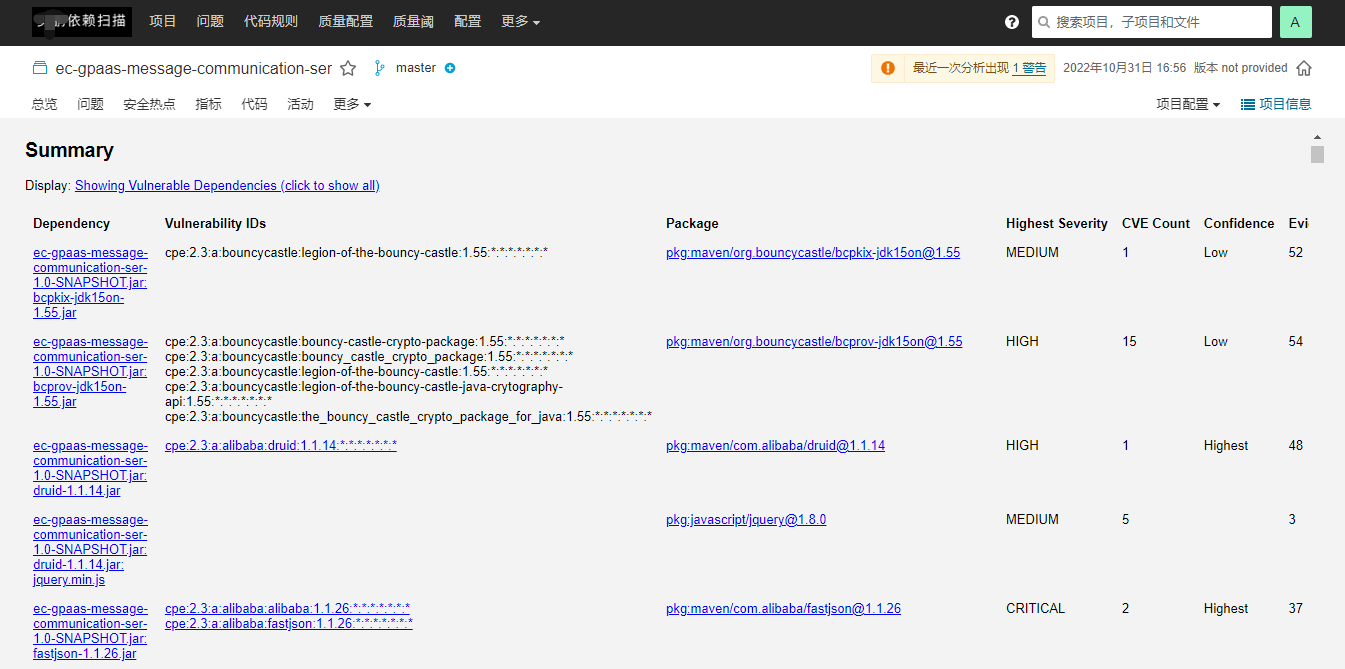 依赖扫描 项目 问题 代码规则 质量配置 质量阈 配置 更多 搜索项目，子项目和文件 A
ec-gpaas-message-communication-ser master 最近一次分析出现 1 警告 2022年10月31日 16:56 版本 not provided
总览 问题 安全热点 指标 代码 活动 更多 项目配置 项目信息
Summary
Display: Showing Vulnerable Dependencies (click to show all)
Dependency Vulnerability IDs Package Highest Severity CVE Count Confidence Evi
ec-gpaas-message- cpe:2.3:a:bouncycastle:legion-of-the-bouncy-castle:1.55:*:*:*:*:*:*:* pkg:maven/org.bouncycastle/bcpkix-jdk15on@1.55 MEDIUM 1 Low 52
communication-ser-
1.0-SNAPSHOT.jar:
bcpkix-jdk15on-
1.55.jar
ec-gpaas-message- cpe:2.3:a:bouncycastle:bouncy-castle-crypto-package:1.55:*:*:*:*:*:*:* pkg:maven/org.bouncycastle/bcprov-jdk15on@1.55 HIGH 15 Low 54
communication-ser- cpe:2.3:a:bouncycastle:bouncy_castle_crypto_package:1.55:*:*:*:*:*:*:*
1.0-SNAPSHOT.jar: cpe:2.3:a:bouncycastle:legion-of-the-bouncy-castle:1.55:*:*:*:*:*:*:*
bcprov-jdk15on- cpe:2.3:a:bouncycastle:legion-of-the-bouncy-castle-java-crytography-
1.55.jar api:1.55:*:*:*:*:*:*:*
cpe:2.3:a:bouncycastle:the_bouncy_castle_crypto_package_for_java:1.55:*:*:*:*:*:*:*
ec-gpaas-message- cpe:2.3:a:alibaba:druid:1.1.14:*:*:*:*:*:*:* pkg:maven/com.alibaba/druid@1.1.14 HIGH 1 Highest 48
communication-ser-
1.0-SNAPSHOT.jar:
druid-1.1.14.jar
ec-gpaas-message- pkg:javascript/jquery@1.8.0 MEDIUM 5 3
communication-ser-
1.0-SNAPSHOT.jar:
druid-1.1.14.jar:
jquery.min.js
ec-gpaas-message- cpe:2.3:a:alibaba:alibaba:1.1.26:*:*:*:*:*:*:* pkg:maven/com.alibaba/fastjson@1.1.26 CRITICAL 2 Highest 37
communication-ser- cpe:2.3:a:alibaba:fastjson:1.1.26:*:*:*:*:*:*:*
1.0-SNAPSHOT.jar:
fastjson-1.1.26.jar